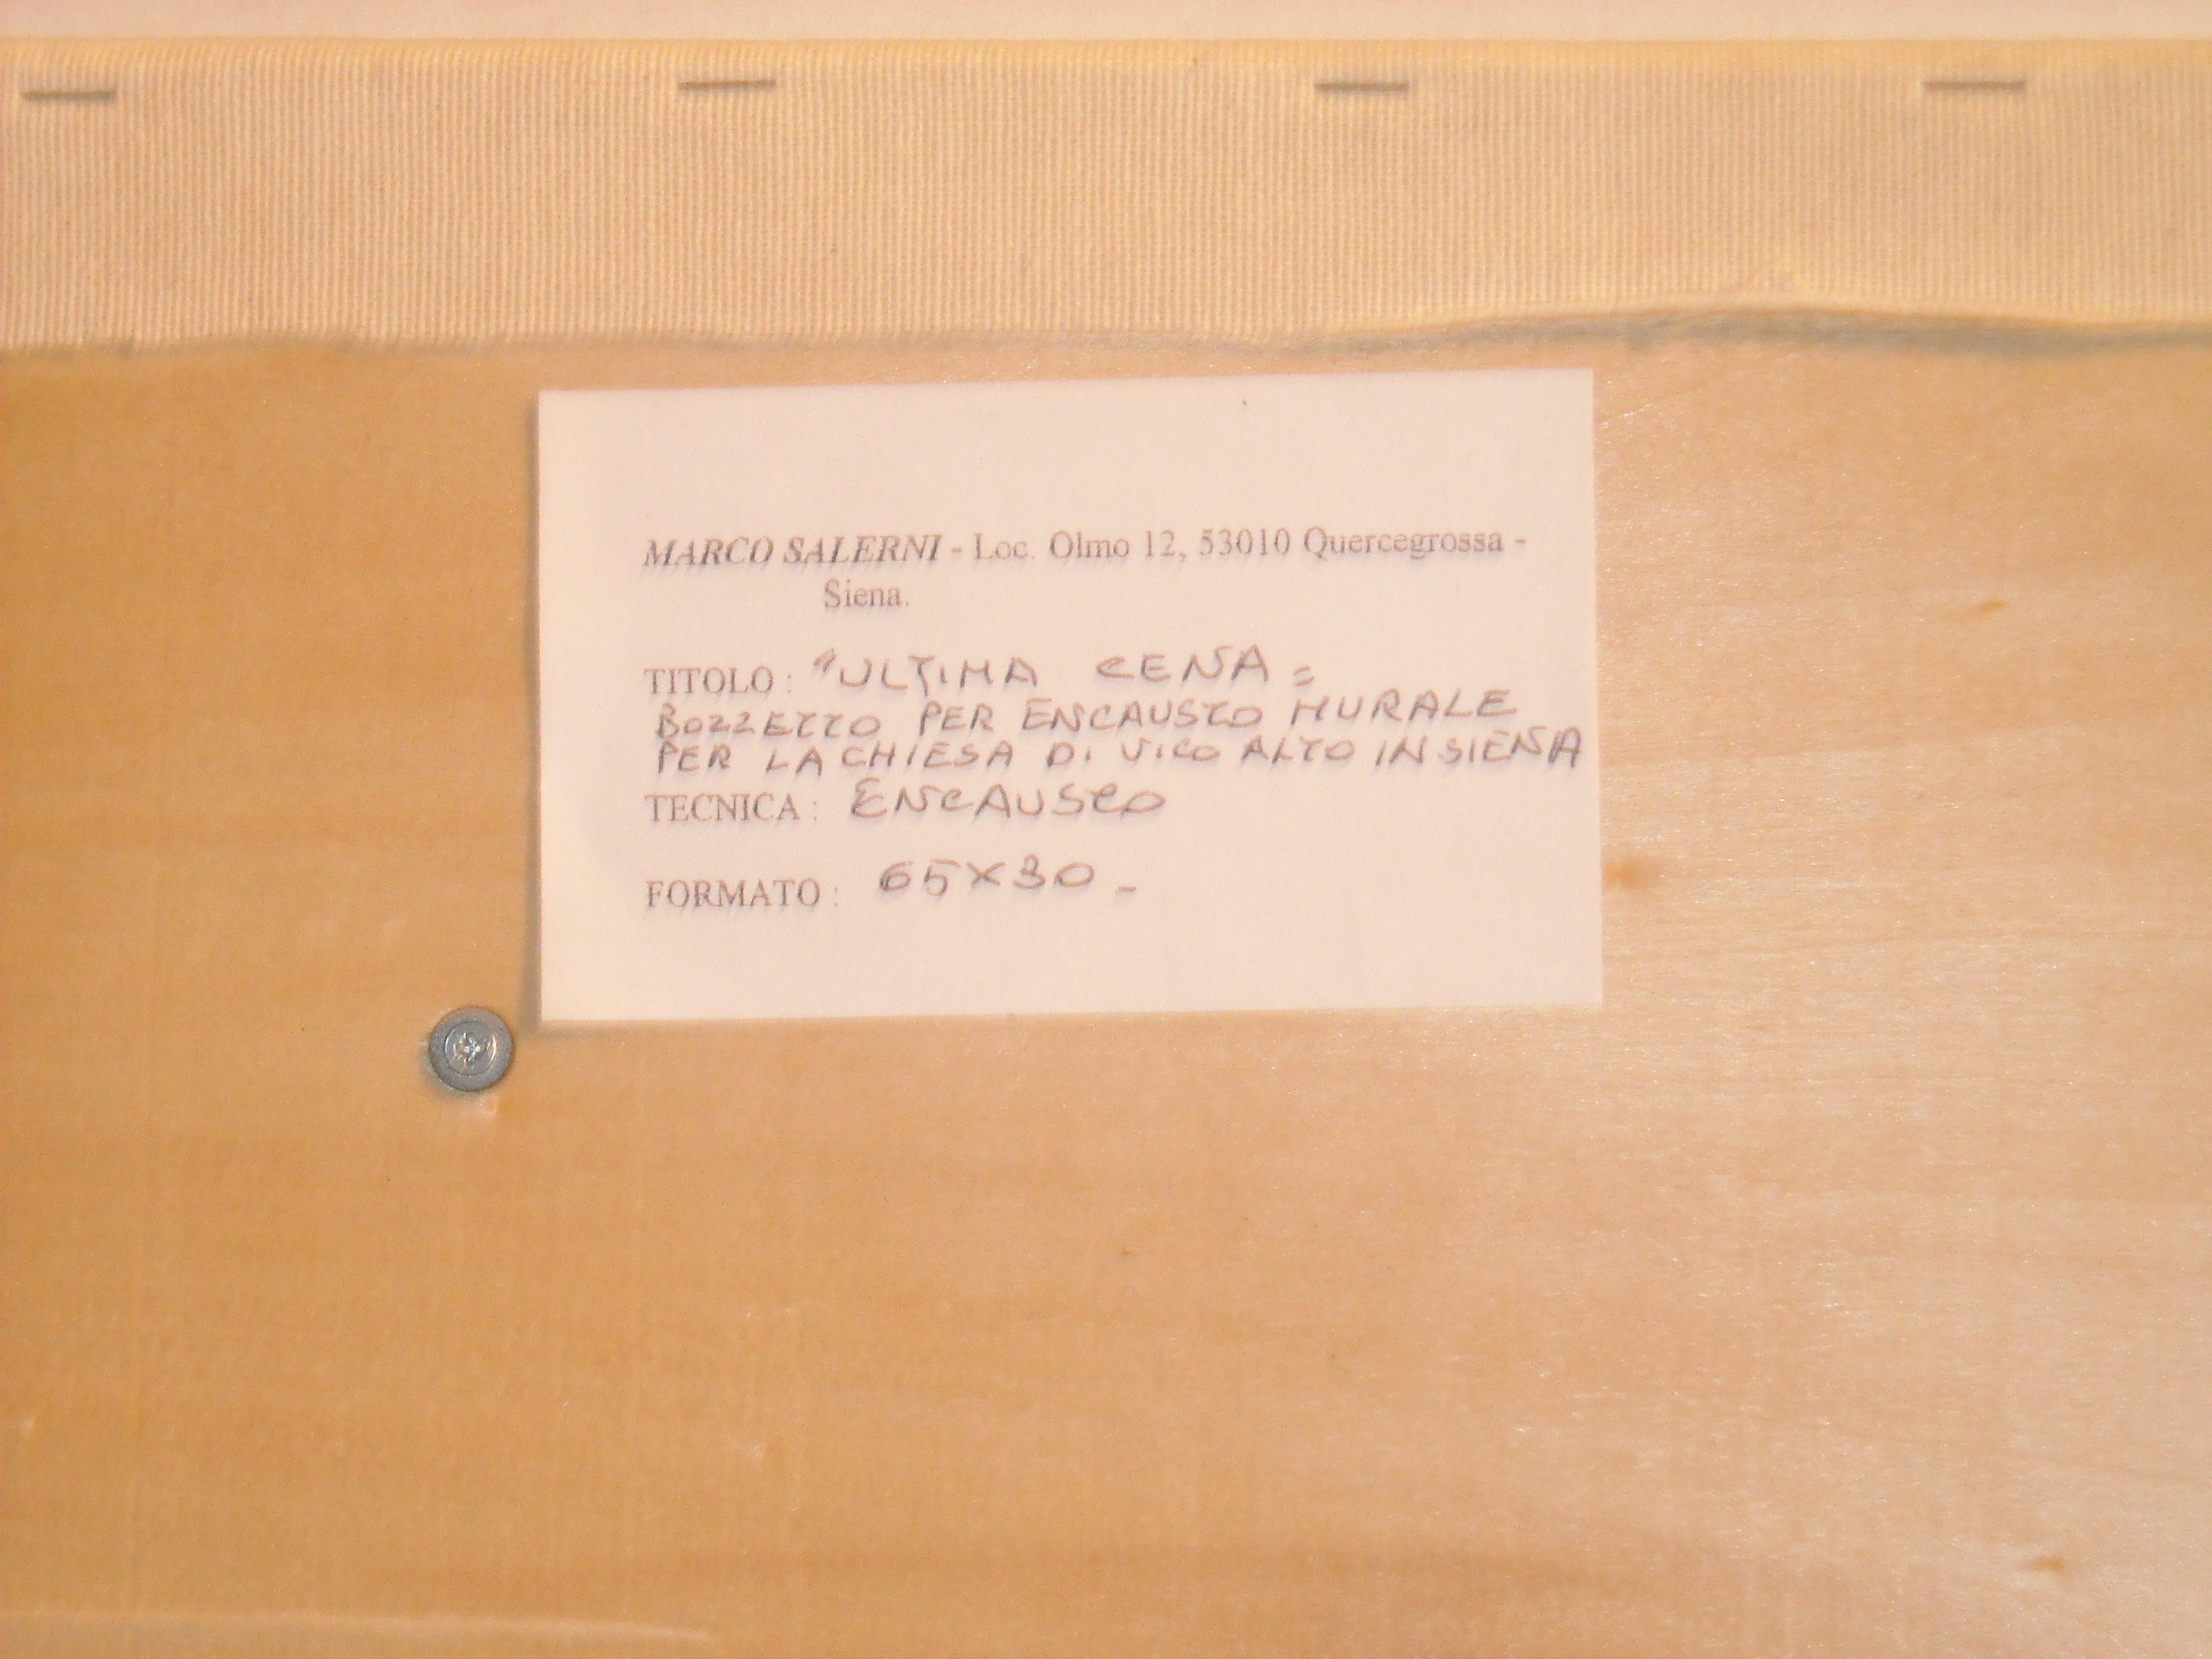 MARCO SALERNI - Loc. Olmo 12, 53010 Quercegrossa -
Siena.
TITOLO : "ULTIMA CENA =
BOZZETTO PER ENCAUSTO MURALE
PER LA CHIESA DI VICO ALTO IN SIENA
TECNICA : ENCAUSTO
FORMATO : 65X30 -